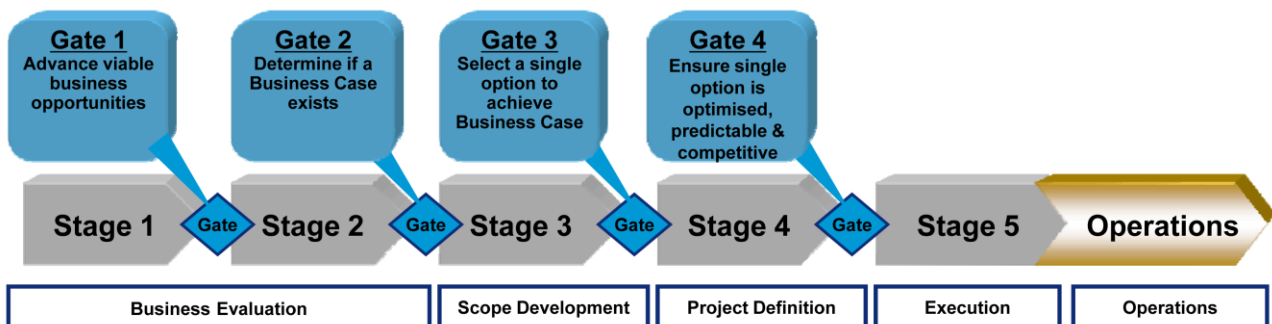 Gate 1
Advance viable
business
opportunities
Gate 2
Determine if a
Business Case
exists
Gate 3
Select a single
option to
achieve
Business Case
Gate 4
Ensure single
option is
optimised,
predictable &
competitive
Stage 1
Gate
Stage 2
Gate
Stage 3
Gate
Stage 4
Gate
Stage 5
Operations
Business Evaluation
Scope Development
Project Definition
Execution
Operations